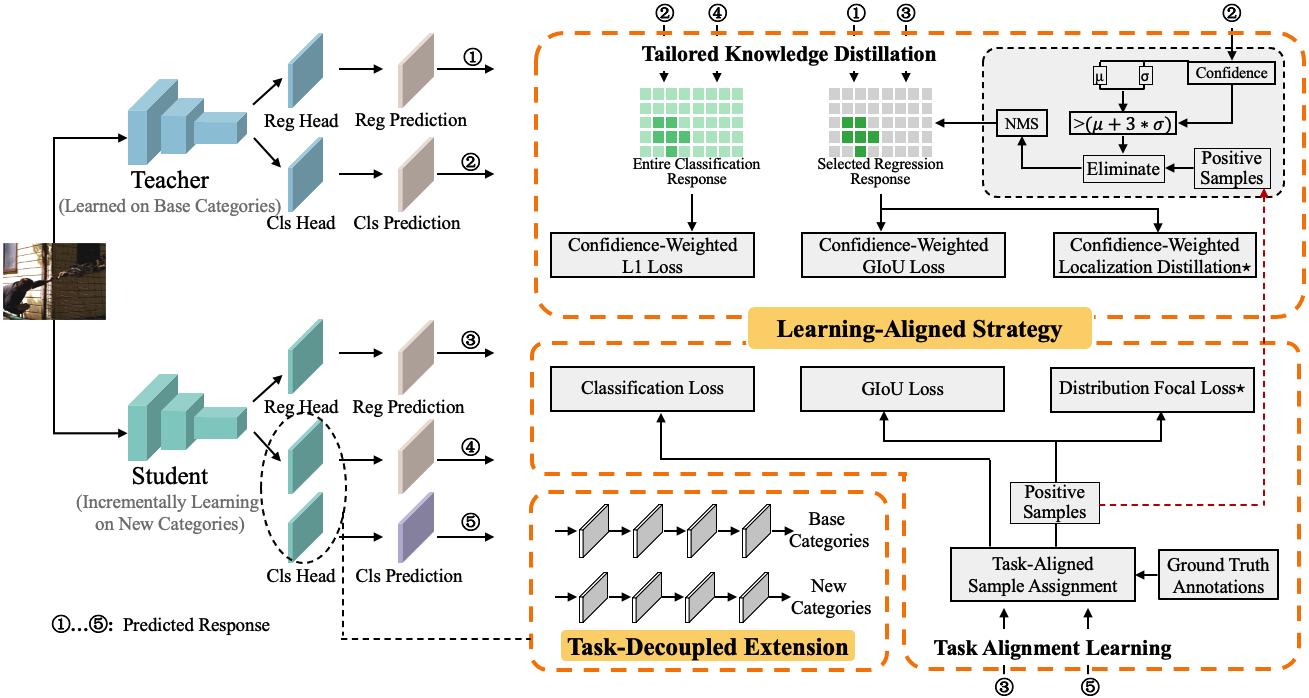 ①
Reg Head
Reg Prediction
Teacher
(Learned on Base Categories)
②
Cls Head
Cls Prediction
③
Reg Head
Reg Prediction
Student
(Incrementally Learning
on New Categories)
④
⑤
Cls Head
Cls Prediction
①…⑤: Predicted Response
② ④ ① ③ ②
Tailored Knowledge Distillation
Entire Classification
Response
Selected Regression
Response
μ
σ
Confidence
>(μ + 3 * σ)
NMS
Eliminate
Positive
Samples
Confidience-Weighted
L1 Loss
Confidience-Weighted
GIoU Loss
Confidience-Weighted
Localization Distillation★
Learning-Aligned Strategy
Classification Loss
GIoU Loss
Distribution Focal Loss★
Positive
Samples
Task-Aligned
Sample Assignment
Ground Truth
Annotations
Task Alignment Learning
③ ⑤
Base
Categories
New
Categories
Task-Decoupled Extension